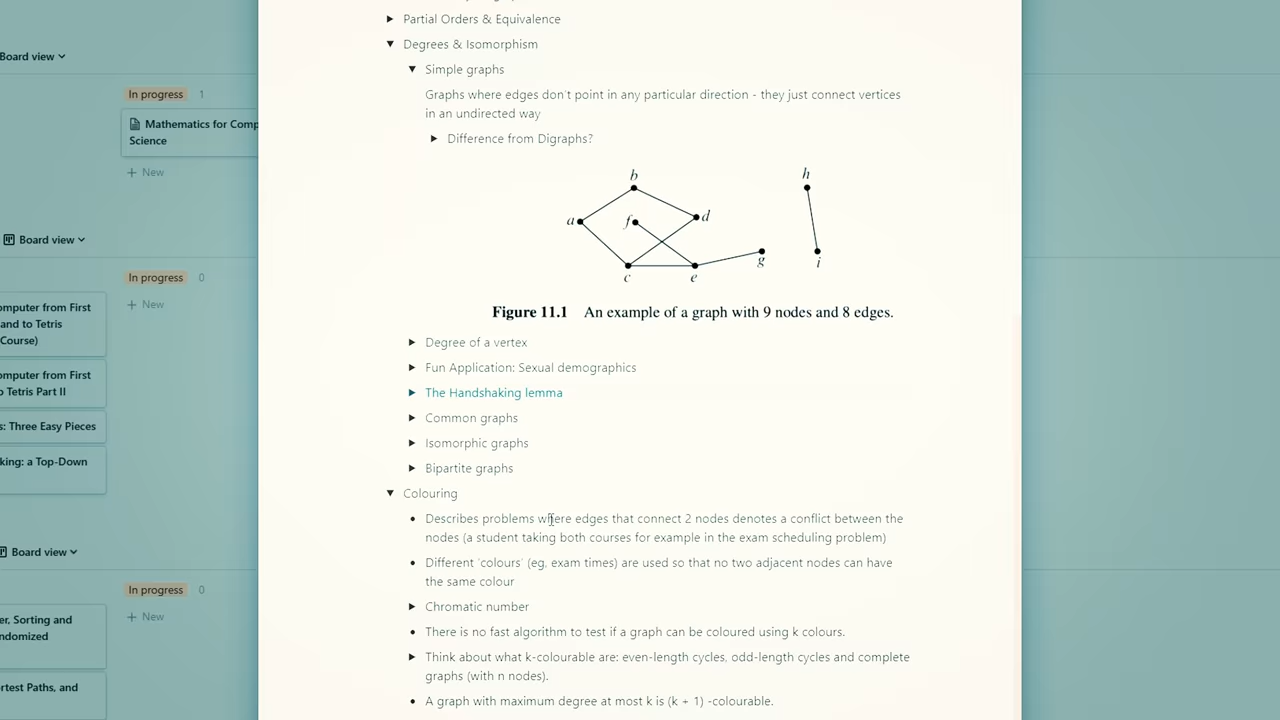 Partial Orders & Equivalence
Degrees & Isomorphism
Simple graphs
Graphs where edges don't point in any particular direction - they just connect vertices
in an undirected way
Difference from Digraphs?
b
h
a
f
d
c
e
g
i
Figure 11.1 An example of a graph with 9 nodes and 8 edges.
Degree of a vertex
Fun Application: Sexual demographics
The Handshaking lemma
Common graphs
Isomorphic graphs
Bipartite graphs
Colouring
Describes problems where edges that connect 2 nodes denotes a conflict between the
nodes (a student taking both courses for example in the exam scheduling problem)
Different 'colours' (eg, exam times) are used so that no two adjacent nodes can have
the same colour
Chromatic number
There is no fast algorithm to test if a graph can be coloured using k colours.
Think about what k-colourable are: even-length cycles, odd-length cycles and complete
graphs (with n nodes).
A graph with maximum degree at most k is (k + 1) -colourable.
Board view
In progress 1
Mathematics for Comp
Science
+ New
Board view
In progress 0
+ New
omputer from First
and to Tetris
Course)
omputer from First
o Tetris Part II
s: Three Easy Pieces
king: a Top-Down
Board view
In progress 0
+ New
er, Sorting and
ndomized
rtest Paths, and